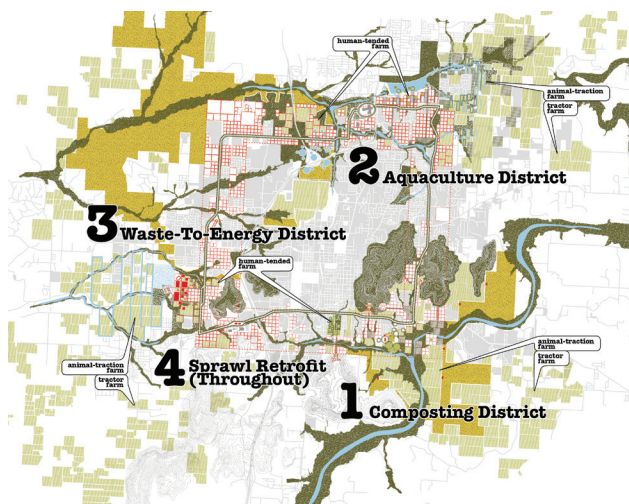 human-tended
farm
animal-traction
farm
tractor
farm
2 Aquaculture District
3 Waste-To-Energy District
human-tended
farm
animal-traction
farm
tractor
farm
animal-traction
farm
tractor
farm
4 Sprawl Retrofit
(Throughout)
1 Composting District